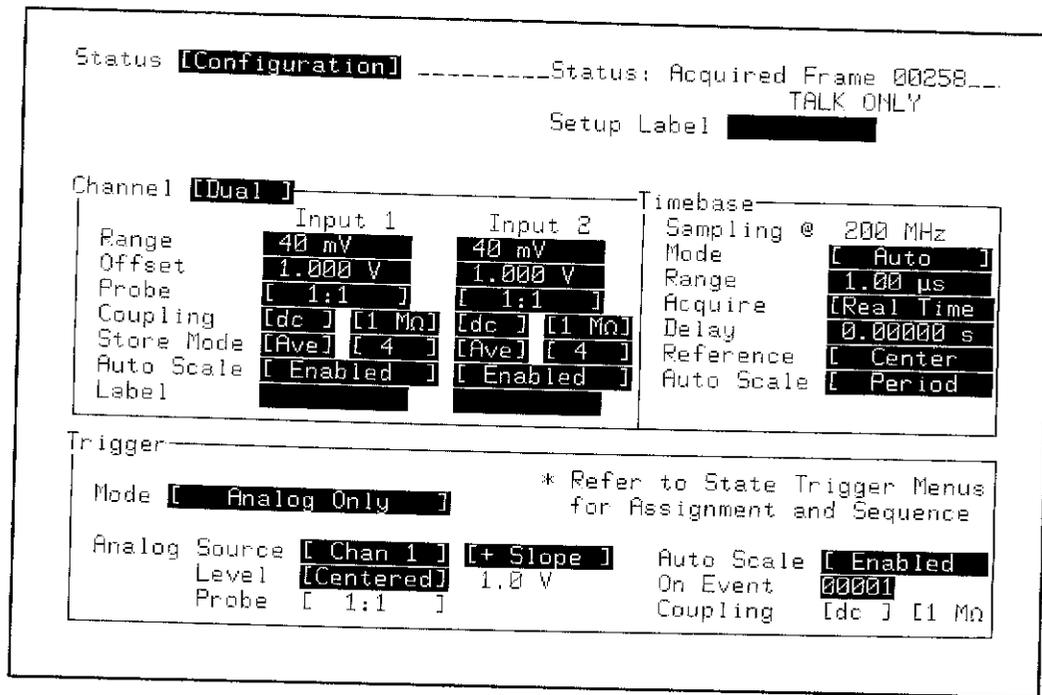 Status [Configuration] _________Status: Acquired Frame 00258__
TALK ONLY
Setup Label
Channel [Dual ]
Input 1 Input 2
Range 40 mV 40 mV
Offset 1.000 V 1.000 V
Probe [ 1:1 ] [ 1:1 ]
Coupling [dc ] [1 MΩ] [dc ] [1 MΩ]
Store Mode [Ave] [ 4 ] [Ave] [ 4 ]
Auto Scale [ Enabled ] [ Enabled ]
Label
Timebase
Sampling @ 200 MHz
Mode [ Auto ]
Range 1.00 µs
Acquire [Real Time
Delay 0.00000 s
Reference [ Center
Auto Scale [ Period
Trigger
Mode [ Analog Only ]
* Refer to State Trigger Menus
for Assignment and Sequence
Analog Source [ Chan 1 ] [+ Slope ]
Level [Centered] 1.0 V
Probe [ 1:1 ]
Auto Scale [ Enabled
On Event 00001
Coupling [dc ] [1 MΩ